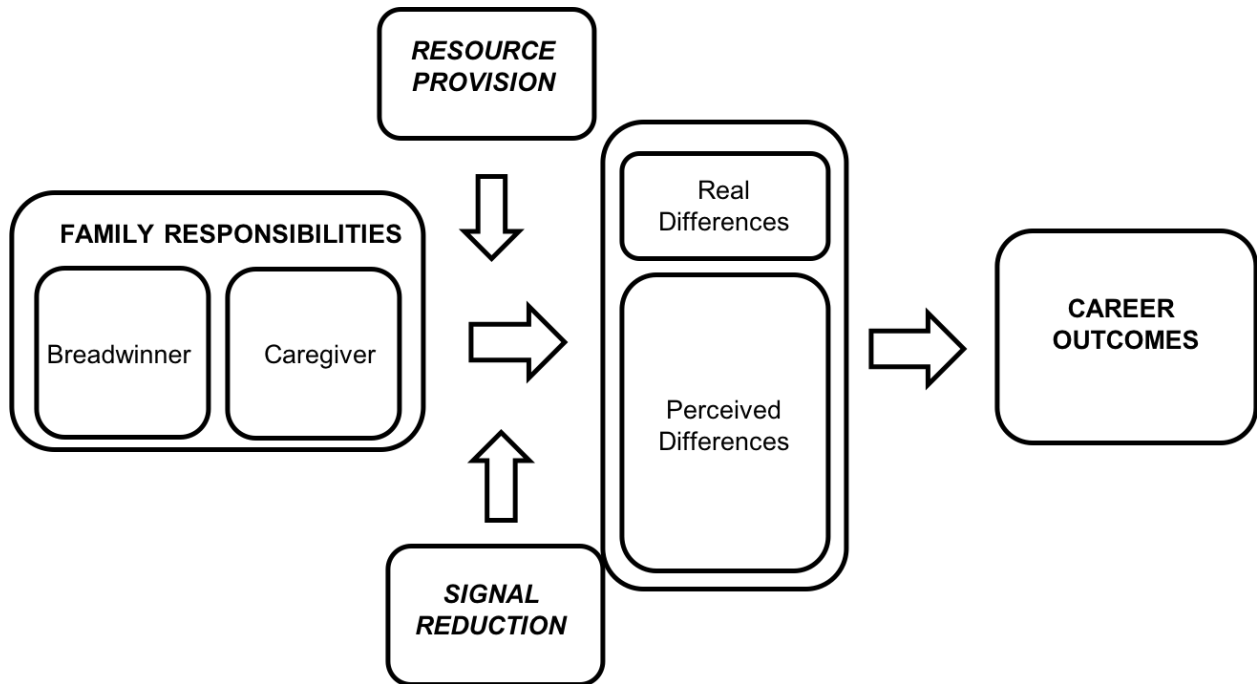 RESOURCE
PROVISION
FAMILY RESPONSIBILITIES
Breadwinner
Caregiver
Real
Differences
Perceived
Differences
CAREER
OUTCOMES
SIGNAL
REDUCTION